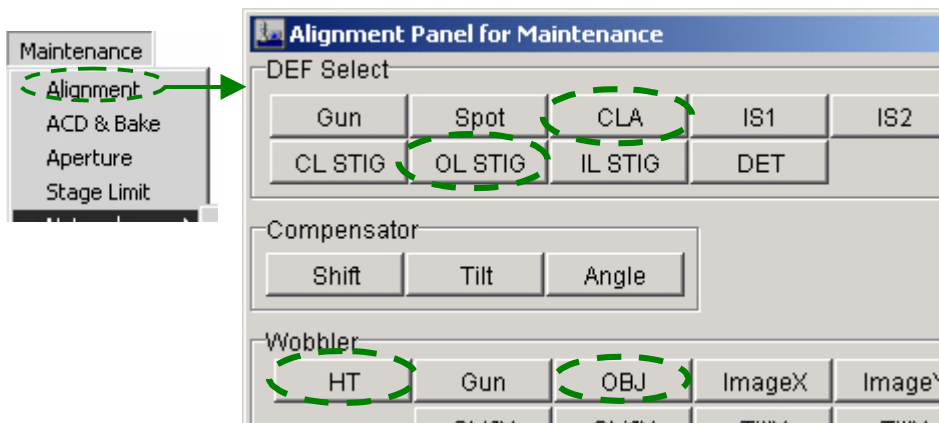 Maintenance
Alignment
ACD & Bake
Aperture
Stage Limit
Alignment Panel for Maintenance
DEF Select
Gun Spot CLA IS1 IS2
CL STIG OL STIG IL STIG DET
Compensator
Shift Tilt Angle
Wobbler
HT Gun OBJ ImageX ImageY